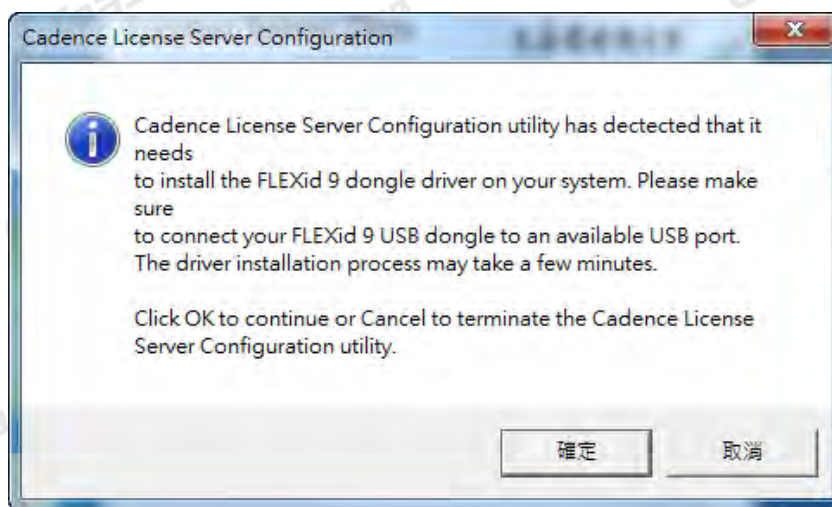 Cadence License Server Configuration
Cadence License Server Configuration utility has dectected that it
needs
to install the FLEXid 9 dongle driver on your system. Please make
sure
to connect your FLEXid 9 USB dongle to an available USB port.
The driver installation process may take a few minutes.
Click OK to continue or Cancel to terminate the Cadence License
Server Configuration utility.
確定
取消